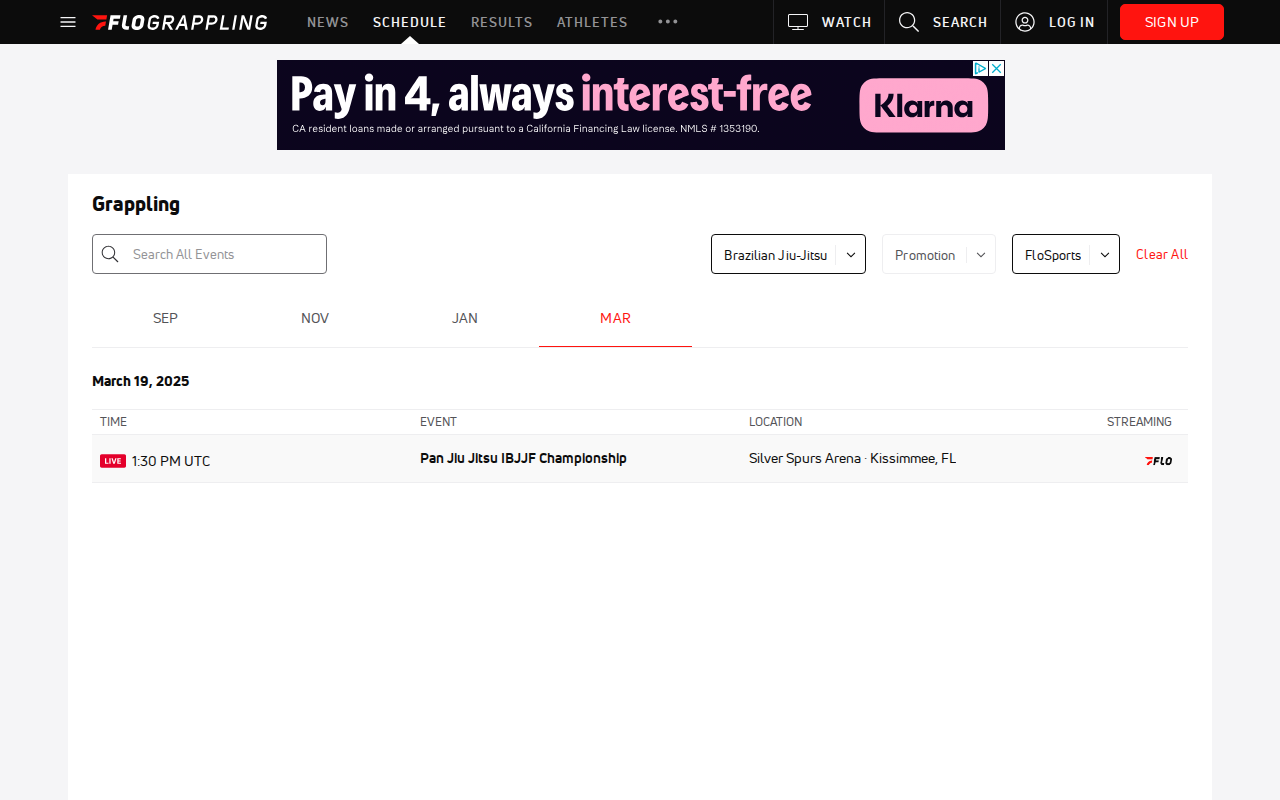 FLOGRAPPLING
NEWS
SCHEDULE
RESULTS
ATHLETES
WATCH
SEARCH
LOG IN
SIGN UP
Pay in 4, always interest-free
CA resident loans made or arranged pursuant to a California Financing Law license. NMLS # 1353190.
Klarna
Grappling
Search All Events
Brazilian Jiu-Jitsu
Promotion
FloSports
Clear All
SEP
NOV
JAN
MAR
March 19, 2025
TIME
EVENT
LOCATION
STREAMING
LIVE 1:30 PM UTC
Pan Jiu Jitsu IBJJF Championship
Silver Spurs Arena · Kissimmee, FL
FLO